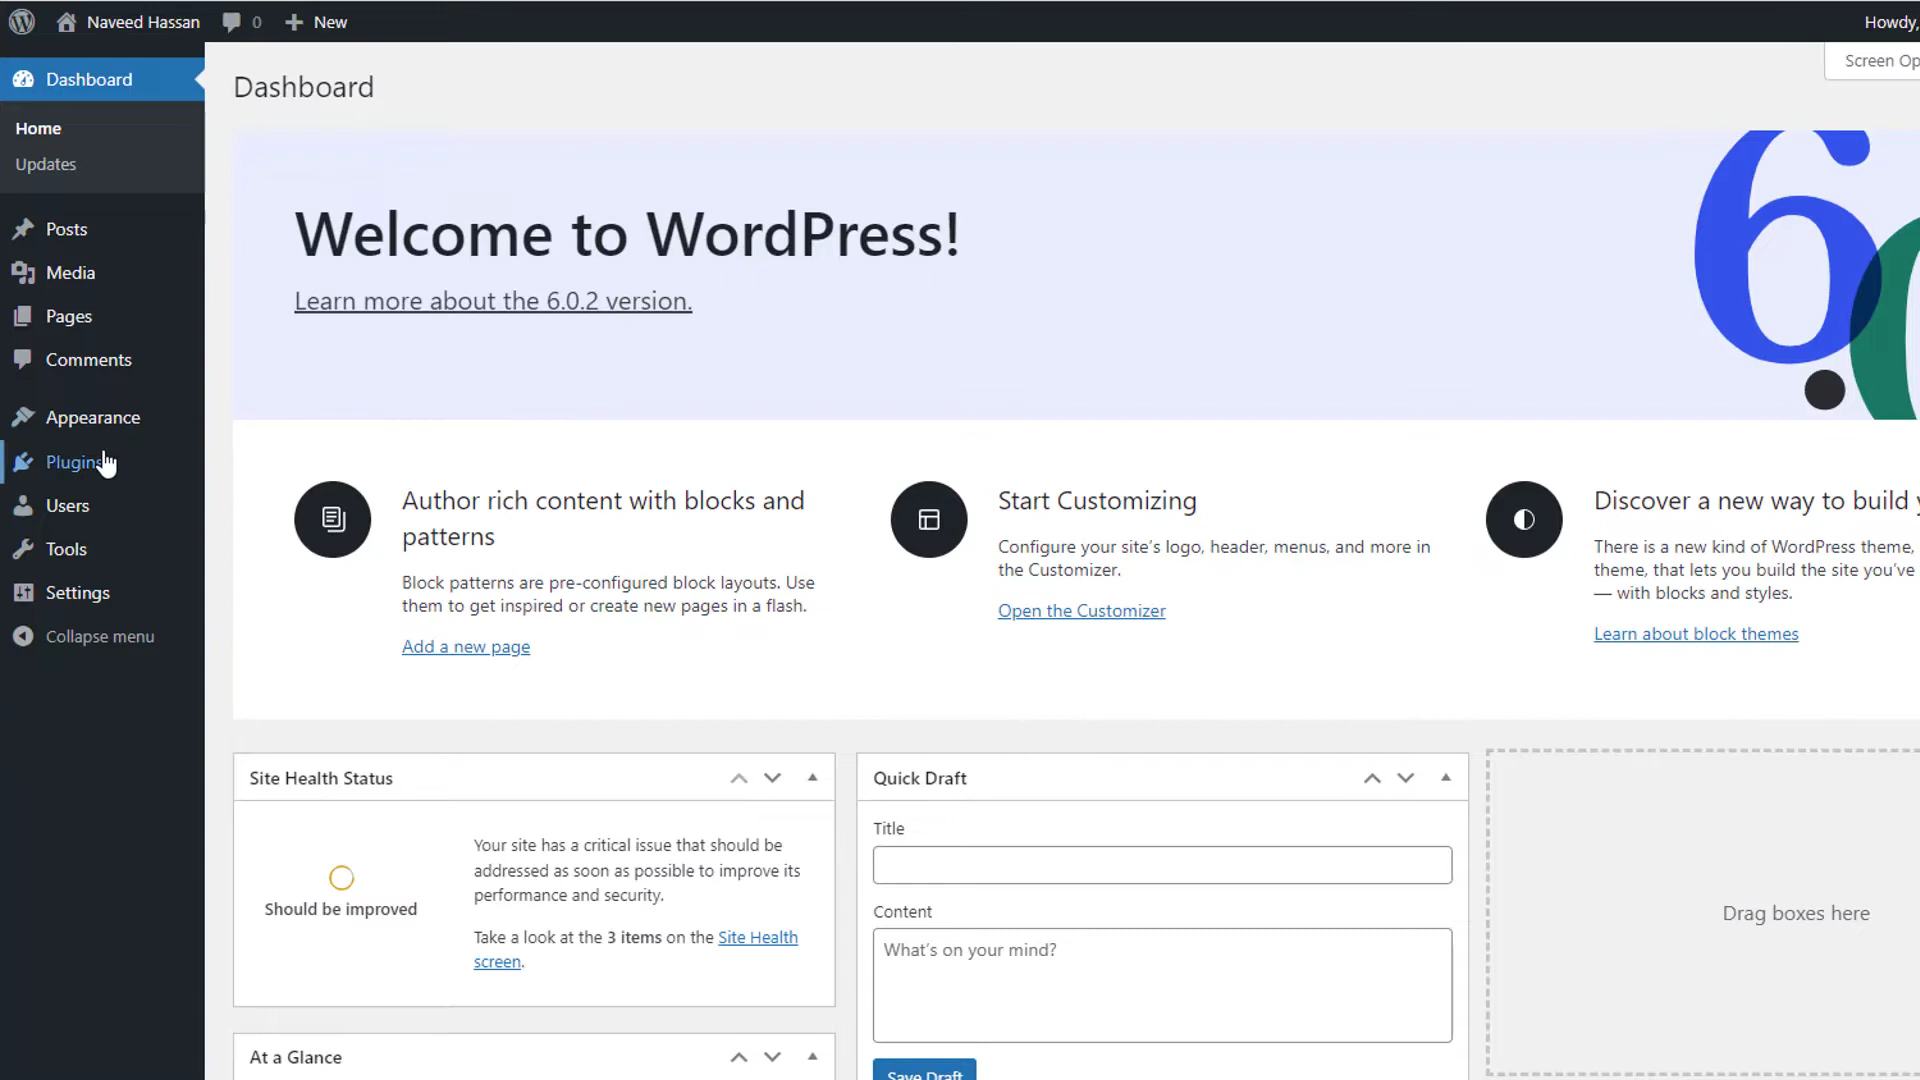 Naveed Hassan 0 New Howdy,
Screen Op
Dashboard
Home
Updates
Posts
Media
Pages
Comments
Appearance
Plugins
Users
Tools
Settings
Collapse menu
Dashboard
6.0
Welcome to WordPress!
Learn more about the 6.0.2 version.
Author rich content with blocks and
patterns
Block patterns are pre-configured block layouts. Use
them to get inspired or create new pages in a flash.
Add a new page
Start Customizing
Configure your site's logo, header, menus, and more in
the Customizer.
Open the Customizer
Discover a new way to build y
There is a new kind of WordPress theme,
theme, that lets you build the site you've
— with blocks and styles.
Learn about block themes
Site Health Status
Should be improved
Your site has a critical issue that should be
addressed as soon as possible to improve its
performance and security.
Take a look at the 3 items on the Site Health
screen.
At a Glance
Quick Draft
Title
Content
What's on your mind?
Save Draft
Drag boxes here